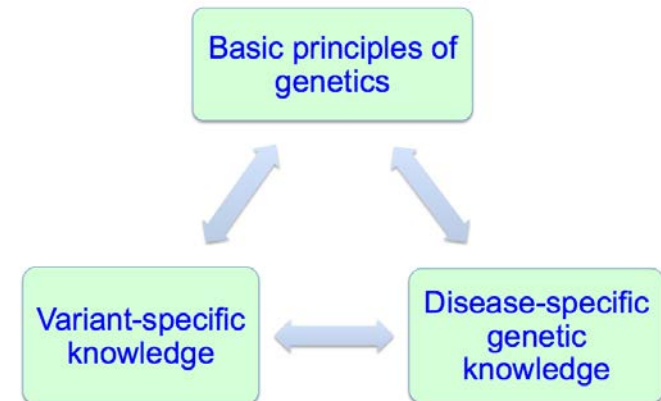 Basic principles of
genetics
Variant-specific
knowledge
Disease-specific
genetic
knowledge